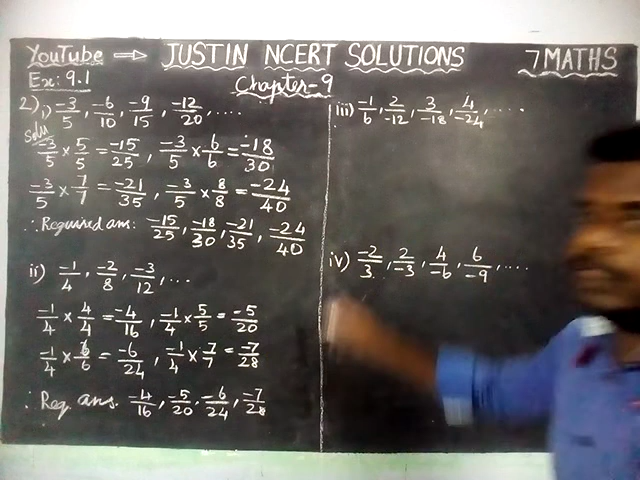 YouTube → JUSTIN NCERT SOLUTIONS 7 MATHS
Ex: 9.1 Chapter-9
2) i) -3/5, -6/10, -9/15, -12/20, ....
Soln
-3/5 × 5/5 = -15/25, -3/5 × 6/6 = -18/30
-3/5 × 7/7 = -21/35, -3/5 × 8/8 = -24/40
∴ Required ans: -15/25, -18/30, -21/35, -24/40
ii) -1/4, -2/8, -3/12, ...
-1/4 × 4/4 = -4/16, -1/4 × 5/5 = -5/20
-1/4 × 6/6 = -6/24, -1/4 × 7/7 = -7/28
∴ Req. ans. -4/16, -5/20, -6/24, -7/28
iii) -1/6, 2/-12, 3/-18, 4/-24, ....
iv) -2/3, 2/-3, 4/-6, 6/-9, ....